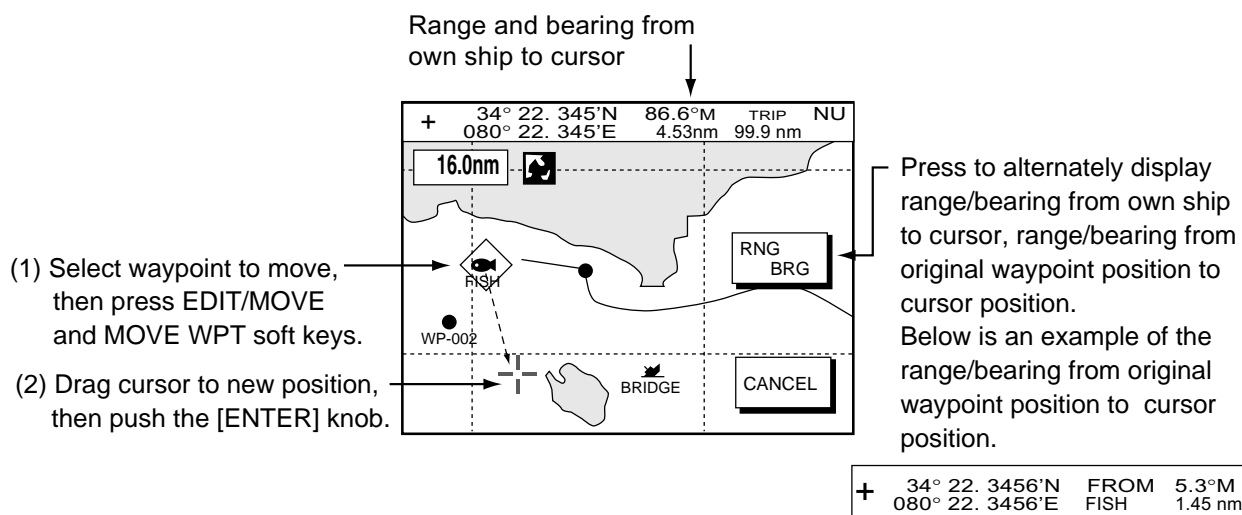 Range and bearing from
own ship to cursor
+ 34° 22. 345'N 86.6°M TRIP NU
080° 22. 345'E 4.53nm 99.9 nm
16.0nm
RNG
BRG
FISH
WP-002
BRIDGE
CANCEL
(1) Select waypoint to move,
then press EDIT/MOVE
and MOVE WPT soft keys.
(2) Drag cursor to new position,
then push the [ENTER] knob.
Press to alternately display
range/bearing from own ship
to cursor, range/bearing from
original waypoint position to
cursor position.
Below is an example of the
range/bearing from original
waypoint position to cursor
position.
+ 34° 22. 3456'N FROM 5.3°M
080° 22. 3456'E FISH 1.45 nm